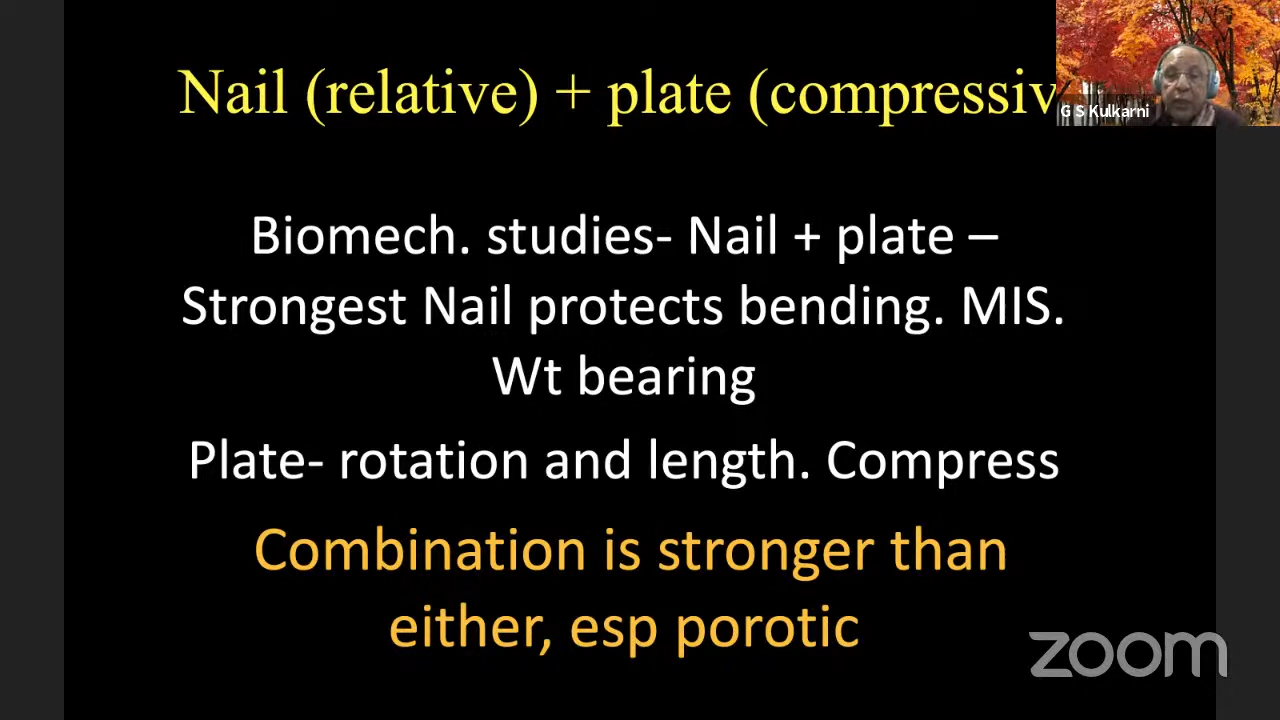 Nail (relative) + plate (compressiv
G S Kulkarni
Biomech. studies- Nail + plate –
Strongest Nail protects bending. MIS.
Wt bearing
Plate- rotation and length. Compress
Combination is stronger than
either, esp porotic
zoom